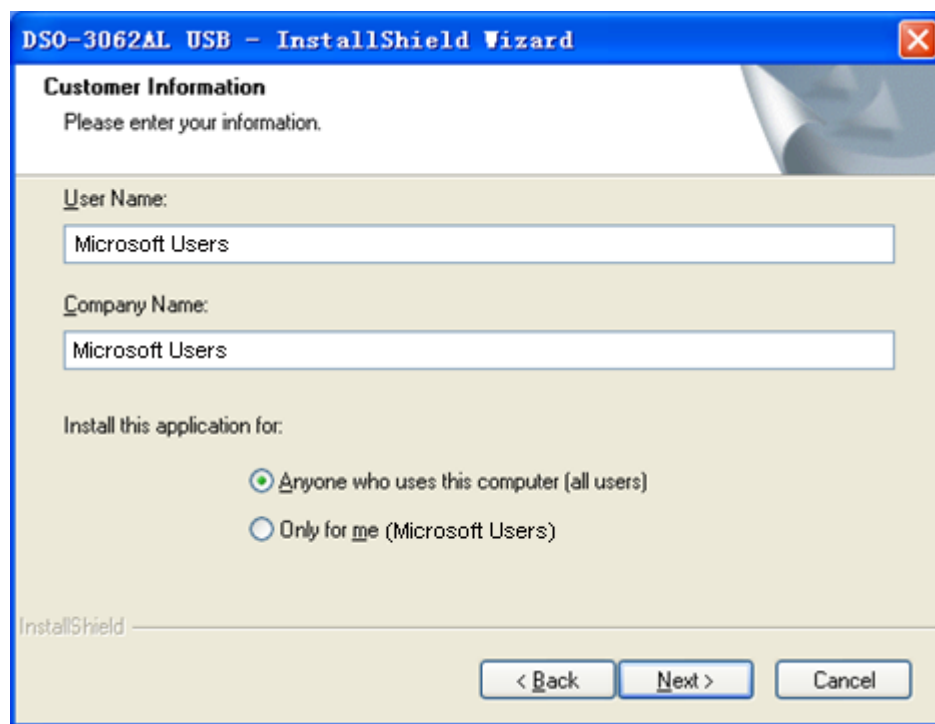 DSO-3062AL USB - InstallShield Wizard
Customer Information
Please enter your information.
User Name:
Microsoft Users
Company Name:
Microsoft Users
Install this application for:
Anyone who uses this computer (all users)
Only for me (Microsoft Users)
InstallShield
< Back Next > Cancel